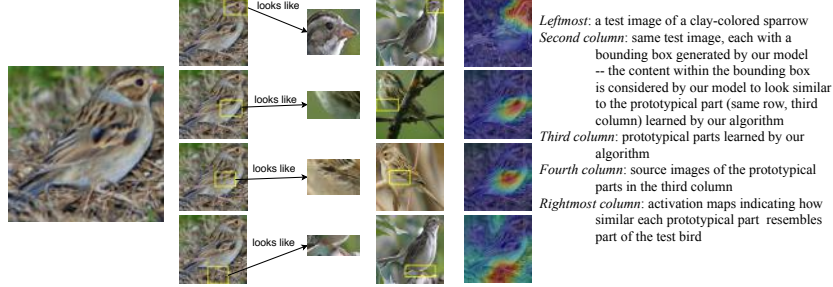 looks like
looks like
looks like
looks like
Leftmost: a test image of a clay-colored sparrow
Second column: same test image, each with a
bounding box generated by our model
-- the content within the bounding box
is considered by our model to look similar
to the prototypical part (same row, third
column) learned by our algorithm
Third column: prototypical parts learned by our
algorithm
Fourth column: source images of the prototypical
parts in the third column
Rightmost column: activation maps indicating how
similar each prototypical part resembles
part of the test bird